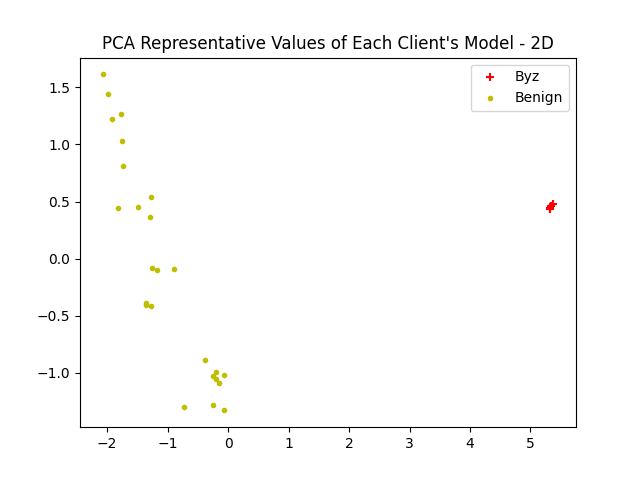 PCA Representative Values of Each Client's Model - 2D
Byz
Benign
1.5
1.0
0.5
0.0
−0.5
−1.0
−2 −1 0 1 2 3 4 5